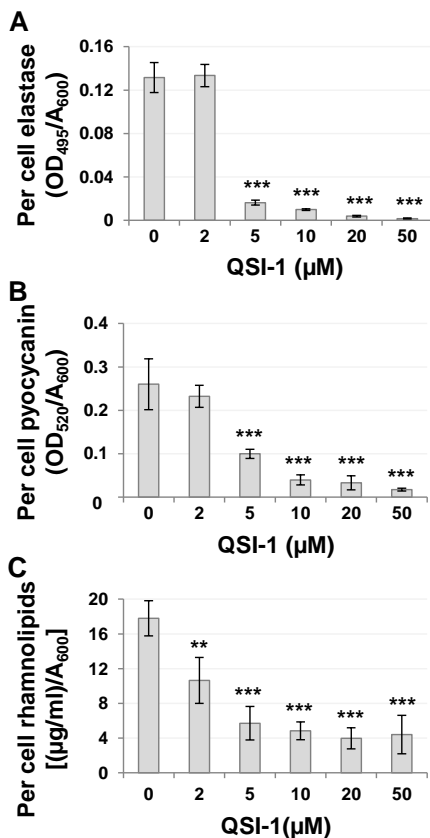 A
Per cell elastase
(OD₄₉₅/A₆₀₀)
0.16
0.12
0.08
0.04
0
*** *** *** ***
0 2 5 10 20 50
QSI-1 (µM)
B
Per cell pyocycanin
(OD₅₂₀/A₆₀₀)
0.4
0.3
0.2
0.1
0
*** *** *** ***
0 2 5 10 20 50
QSI-1 (µM)
C
Per cell rhamnolipids
[(µg/ml)/A₆₀₀]
20
16
12
8
4
0
** *** *** *** ***
0 2 5 10 20 50
QSI-1(µM)